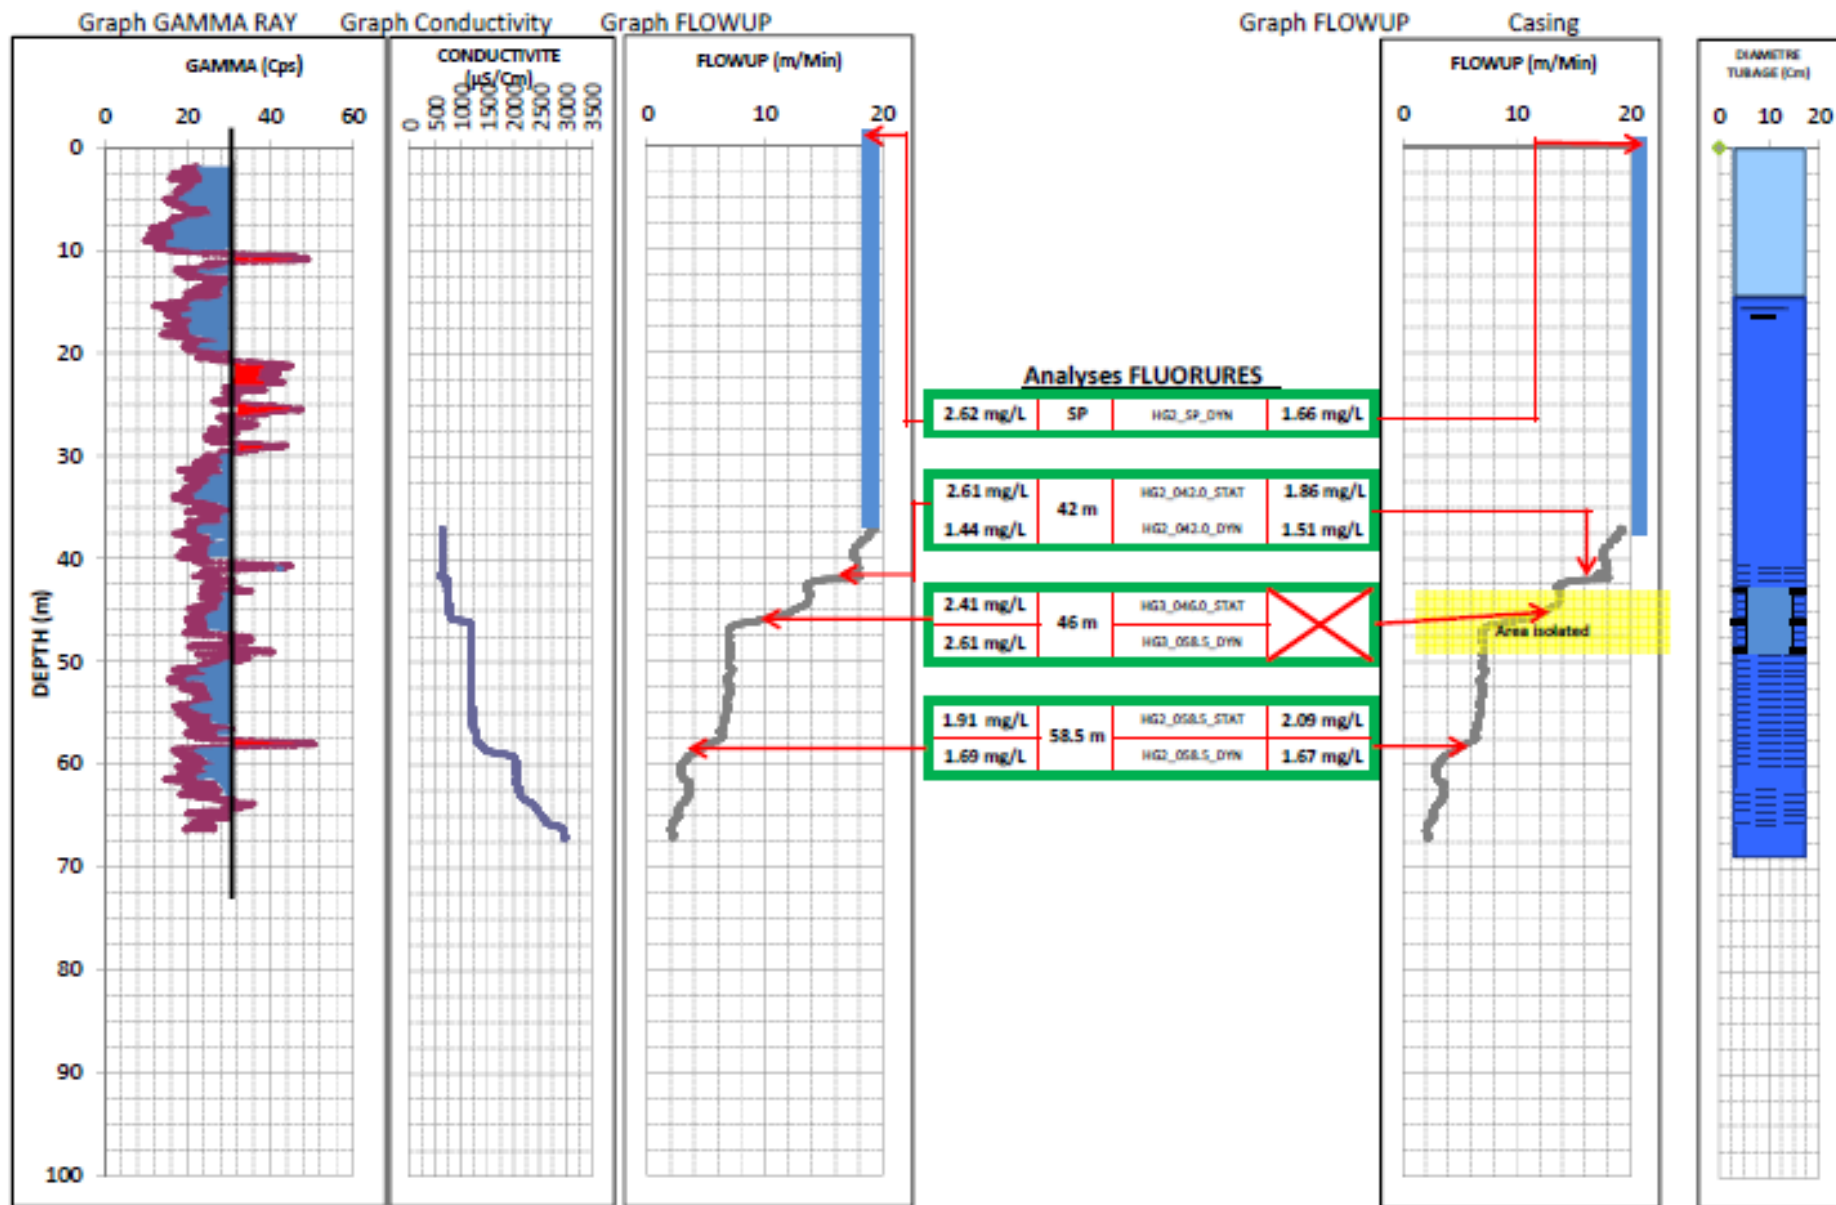 Graph GAMMA RAY Graph Conductivity Graph FLOWUP Graph FLOWUP Casing
GAMMA (Cps)
0 20 40 60
CONDUCTIVITE
(µS/Cm)
0 500 1000 1500 2000 2500 3000 3500
FLOWUP (m/Min)
0 10 20
FLOWUP (m/Min)
0 10 20
DIAMETRE
TUBAGE (Cm)
0 10 20
DEPTH (m)
0
10
20
30
40
50
60
70
80
90
100
Analyses FLUORURES
2.62 mg/L SP HG2_SP_DYN 1.66 mg/L
2.61 mg/L 42 m HG2_042.0_STAT 1.86 mg/L
1.44 mg/L HG2_042.0_DYN 1.51 mg/L
2.41 mg/L 46 m HG3_046.0_STAT
2.61 mg/L HG3_058.5_DYN
1.91 mg/L 58.5 m HG2_058.5_STAT 2.09 mg/L
1.69 mg/L HG2_058.5_DYN 1.67 mg/L
Area isolated